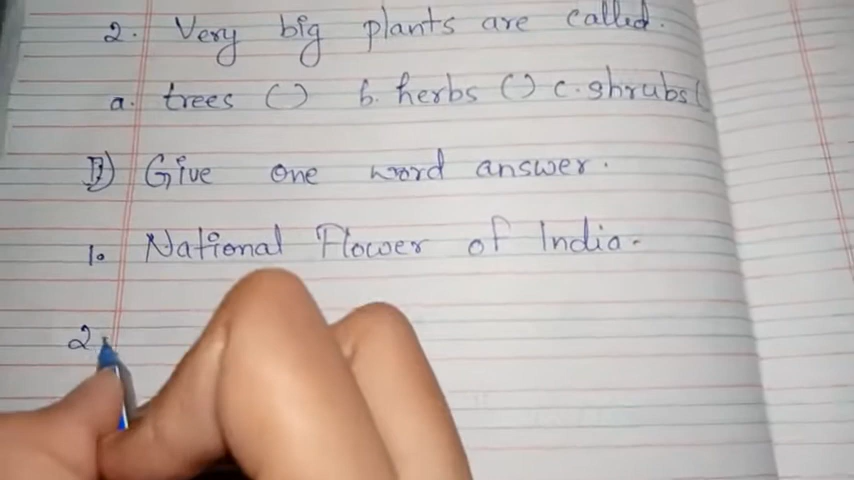 2. Very big plants are called.
a. trees () b. herbs () c. shrubs (
D) Give one word answer.
1. National Flower of India.
2.